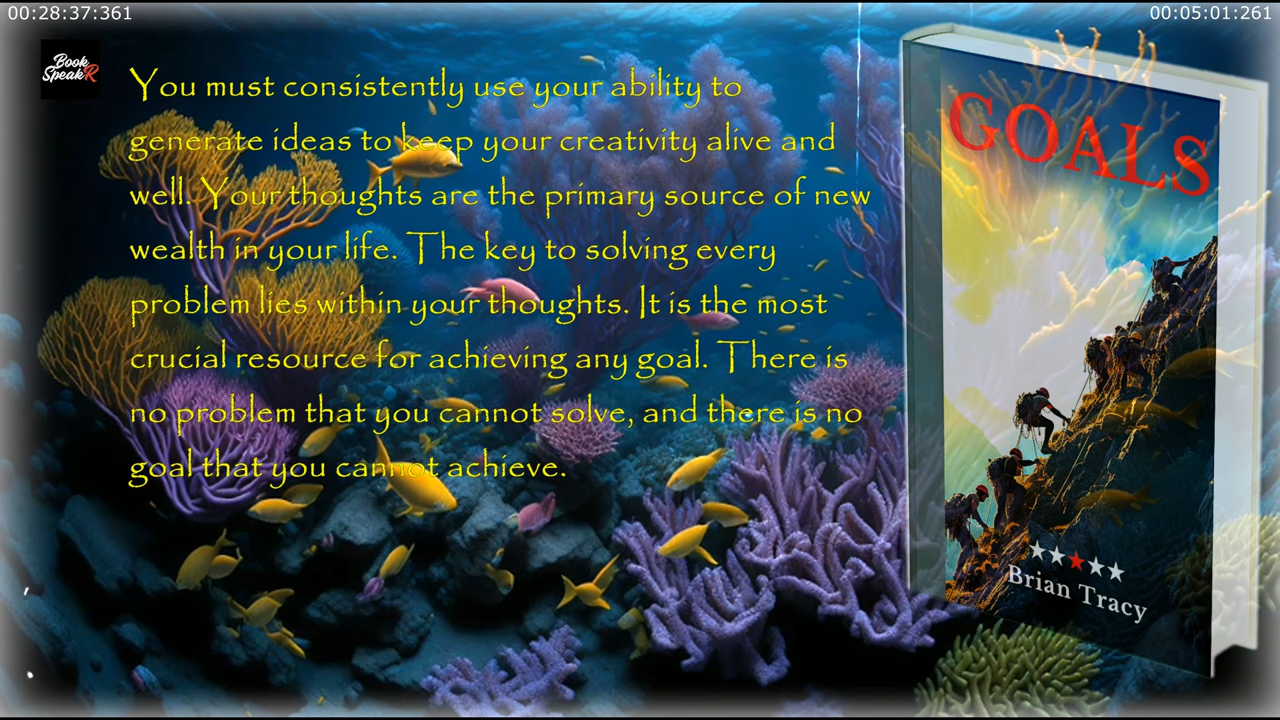 00:28:37:361
00:05:01:261
Book
SpeakR
You must consistently use your ability to
generate ideas to keep your creativity alive and
well. Your thoughts are the primary source of new
wealth in your life. The key to solving every
problem lies within your thoughts. It is the most
crucial resource for achieving any goal. There is
no problem that you cannot solve, and there is no
goal that you cannot achieve.
GOALS
Brian Tracy